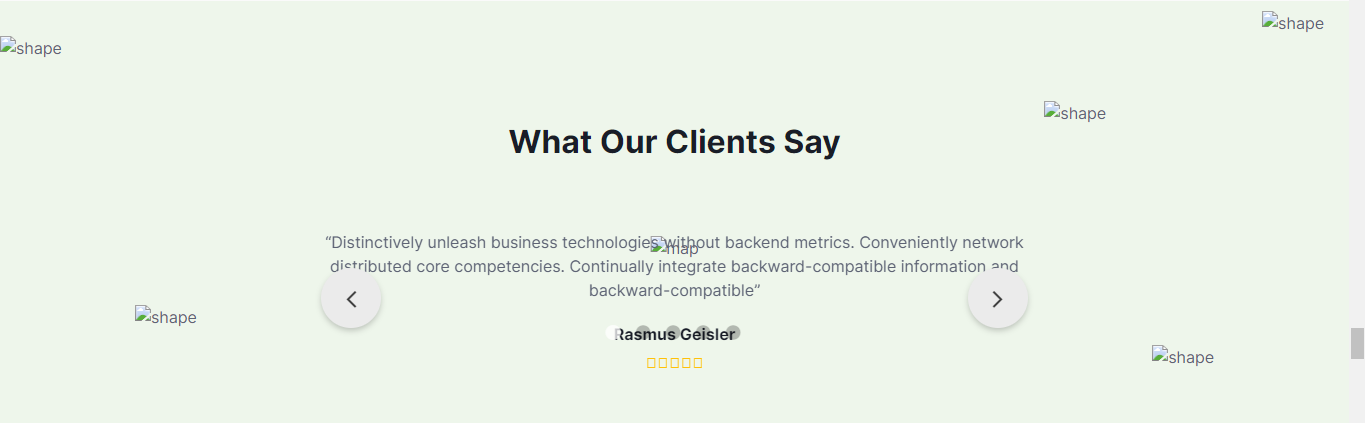 shape
shape
shape
What Our Clients Say
“Distinctively unleash business technologies without backend metrics. Conveniently network
map
distributed core competencies. Continually integrate backward-compatible information and
backward-compatible”
shape
Rasmus Geisler
shape